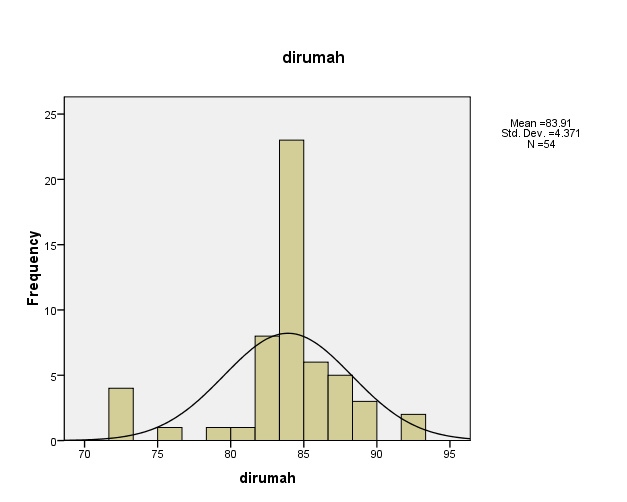 dirumah
Mean =83.91
Std. Dev. =4.371
N =54
Frequency
25
20
15
10
5
0
70 75 80 85 90 95
dirumah